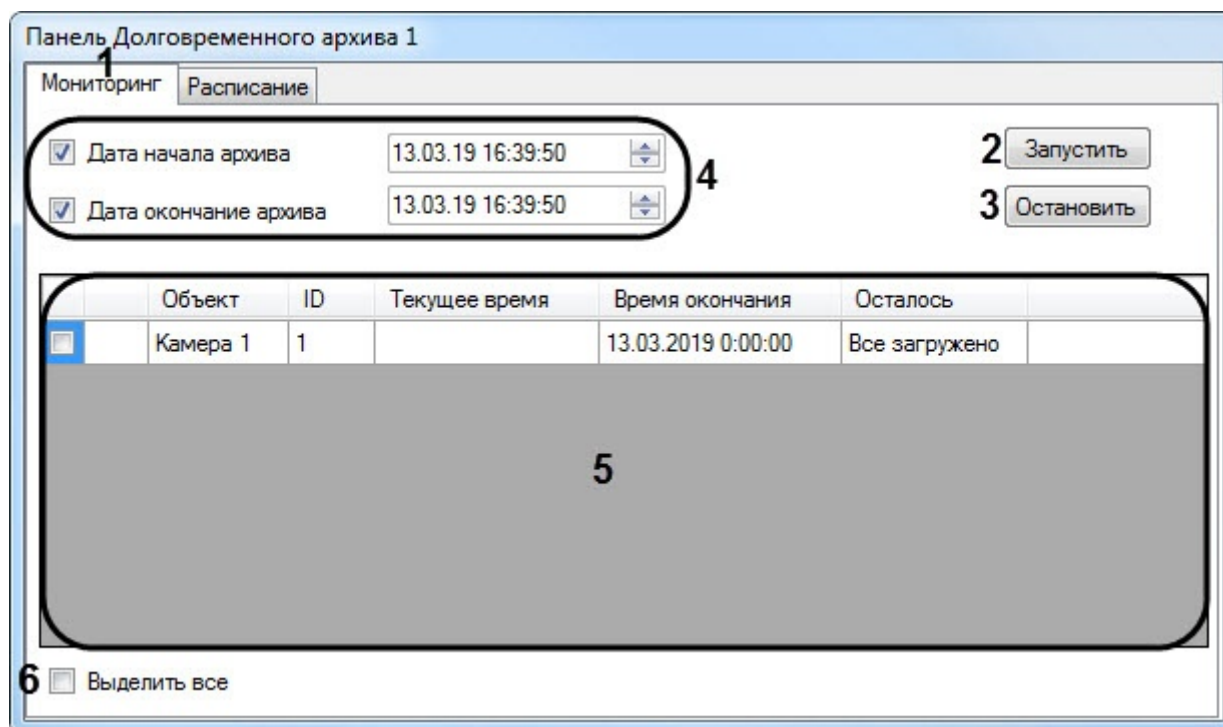 Панель Долговременного архива 1
1
Мониторинг Расписание
Дата начала архива 13.03.19 16:39:50 2 Запустить
4
Дата окончание архива 13.03.19 16:39:50 3 Остановить
Объект ID Текущее время Время окончания Осталось
Камера 1 1 13.03.2019 0:00:00 Все загружено
5
6 Выделить все